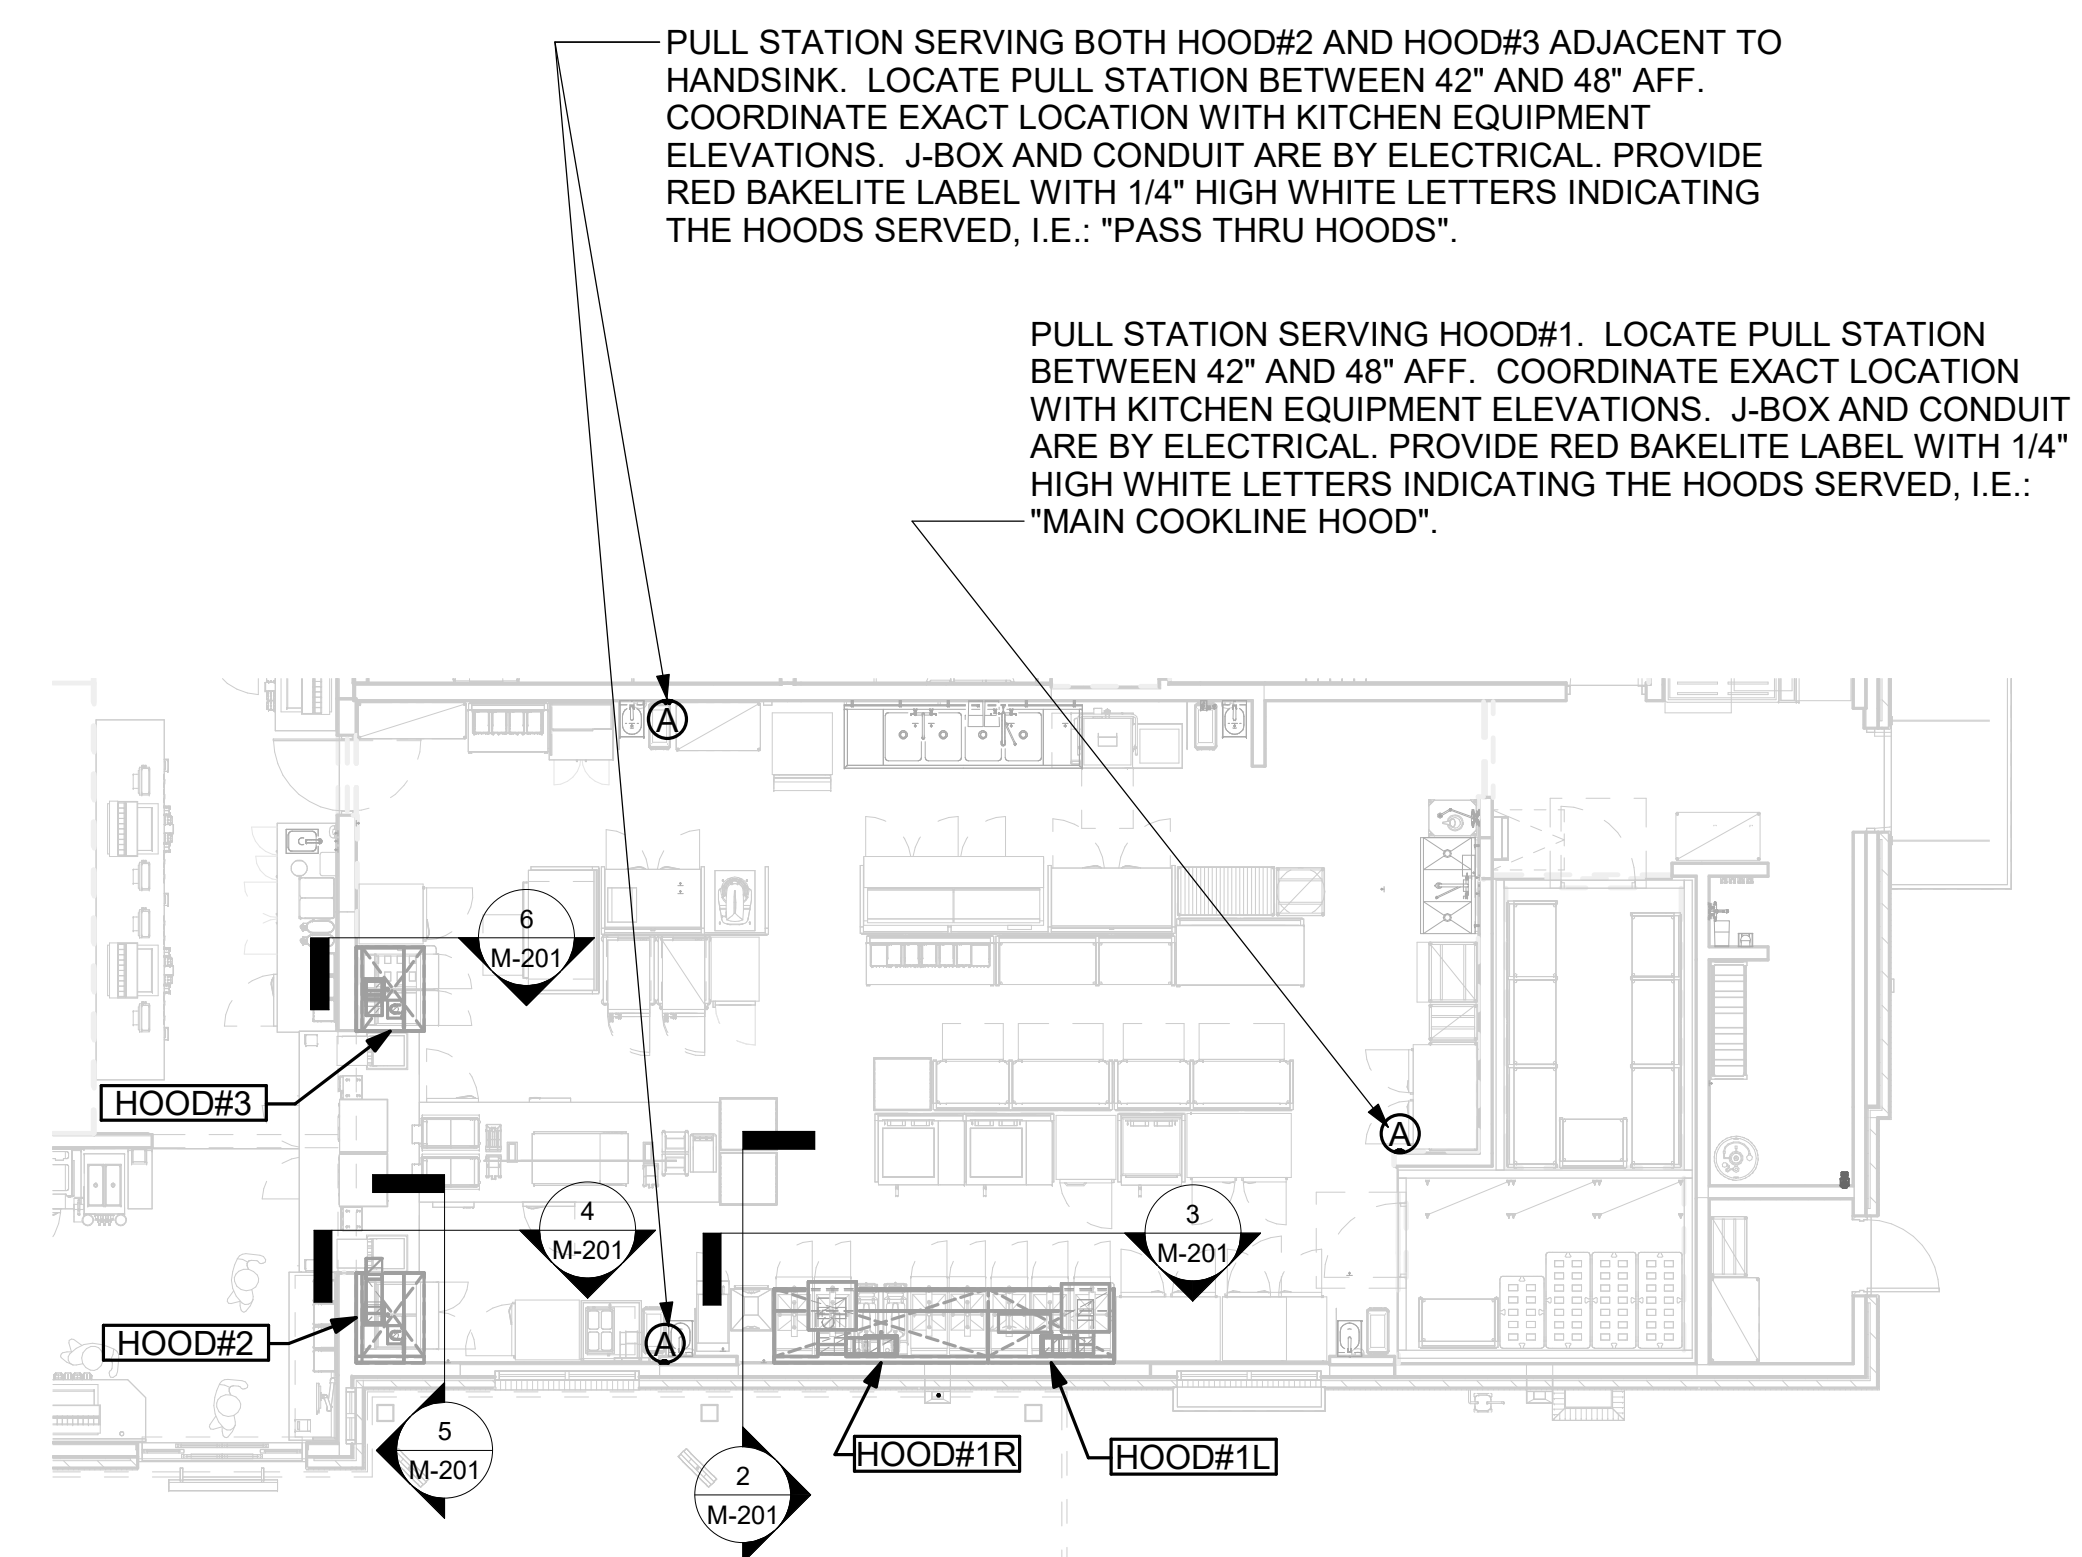 PULL STATION SERVING BOTH HOOD#2 AND HOOD#3 ADJACENT TO
HANDSINK.  LOCATE PULL STATION BETWEEN 42" AND 48" AFF.
COORDINATE EXACT LOCATION WITH KITCHEN EQUIPMENT
ELEVATIONS.  J-BOX AND CONDUIT ARE BY ELECTRICAL. PROVIDE
RED BAKELITE LABEL WITH 1/4" HIGH WHITE LETTERS INDICATING
THE HOODS SERVED, I.E.: "PASS THRU HOODS".
PULL STATION SERVING HOOD#1.  LOCATE PULL STATION
BETWEEN 42" AND 48" AFF.  COORDINATE EXACT LOCATION
WITH KITCHEN EQUIPMENT ELEVATIONS.  J-BOX AND CONDUIT
ARE BY ELECTRICAL. PROVIDE RED BAKELITE LABEL WITH 1/4"
HIGH WHITE LETTERS INDICATING THE HOODS SERVED, I.E.:
"MAIN COOKLINE HOOD".
A
6
M-201
HOOD#3
A
4
M-201
3
M-201
HOOD#2
A
5
M-201
HOOD#1R
HOOD#1L
2
M-201